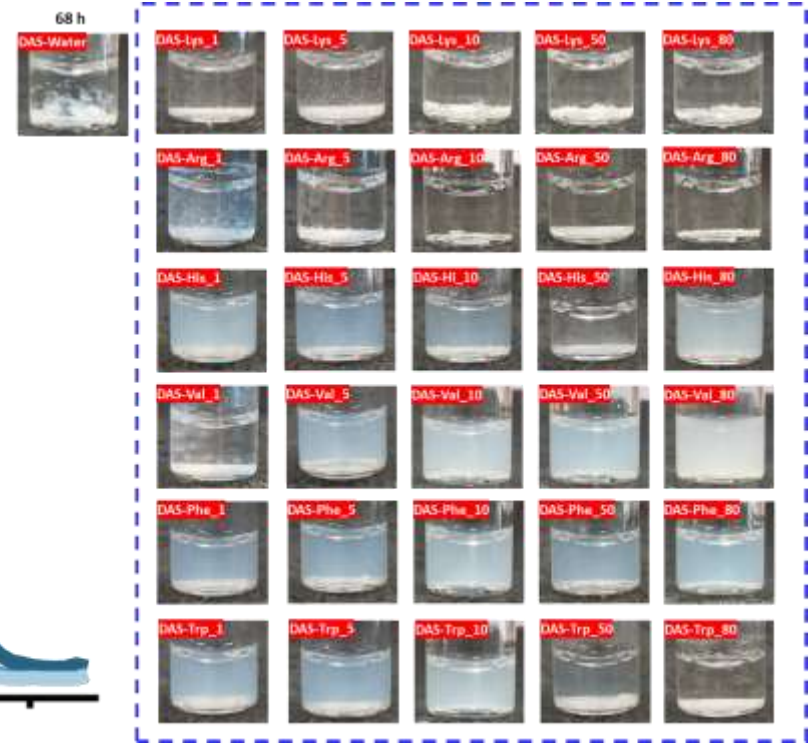 68 h
DAS-Water
DAS-Lys_1
DAS-Lys_5
DAS-Lys_10
DAS-Lys_50
DAS-Lys_80
DAS-Arg_1
DAS-Arg_5
DAS-Arg_10
DAS-Arg_50
DAS-Arg_80
DAS-His_1
DAS-His_5
DAS-Hi_10
DAS-His_50
DAS-His_80
DAS-Val_1
DAS-Val_5
DAS-Val_10
DAS-Val_50
DAS-Val_80
DAS-Phe_1
DAS-Phe_5
DAS-Phe_10
DAS-Phe_50
DAS-Phe_80
DAS-Trp_1
DAS-Trp_5
DAS-Trp_10
DAS-Trp_50
DAS-Trp_80